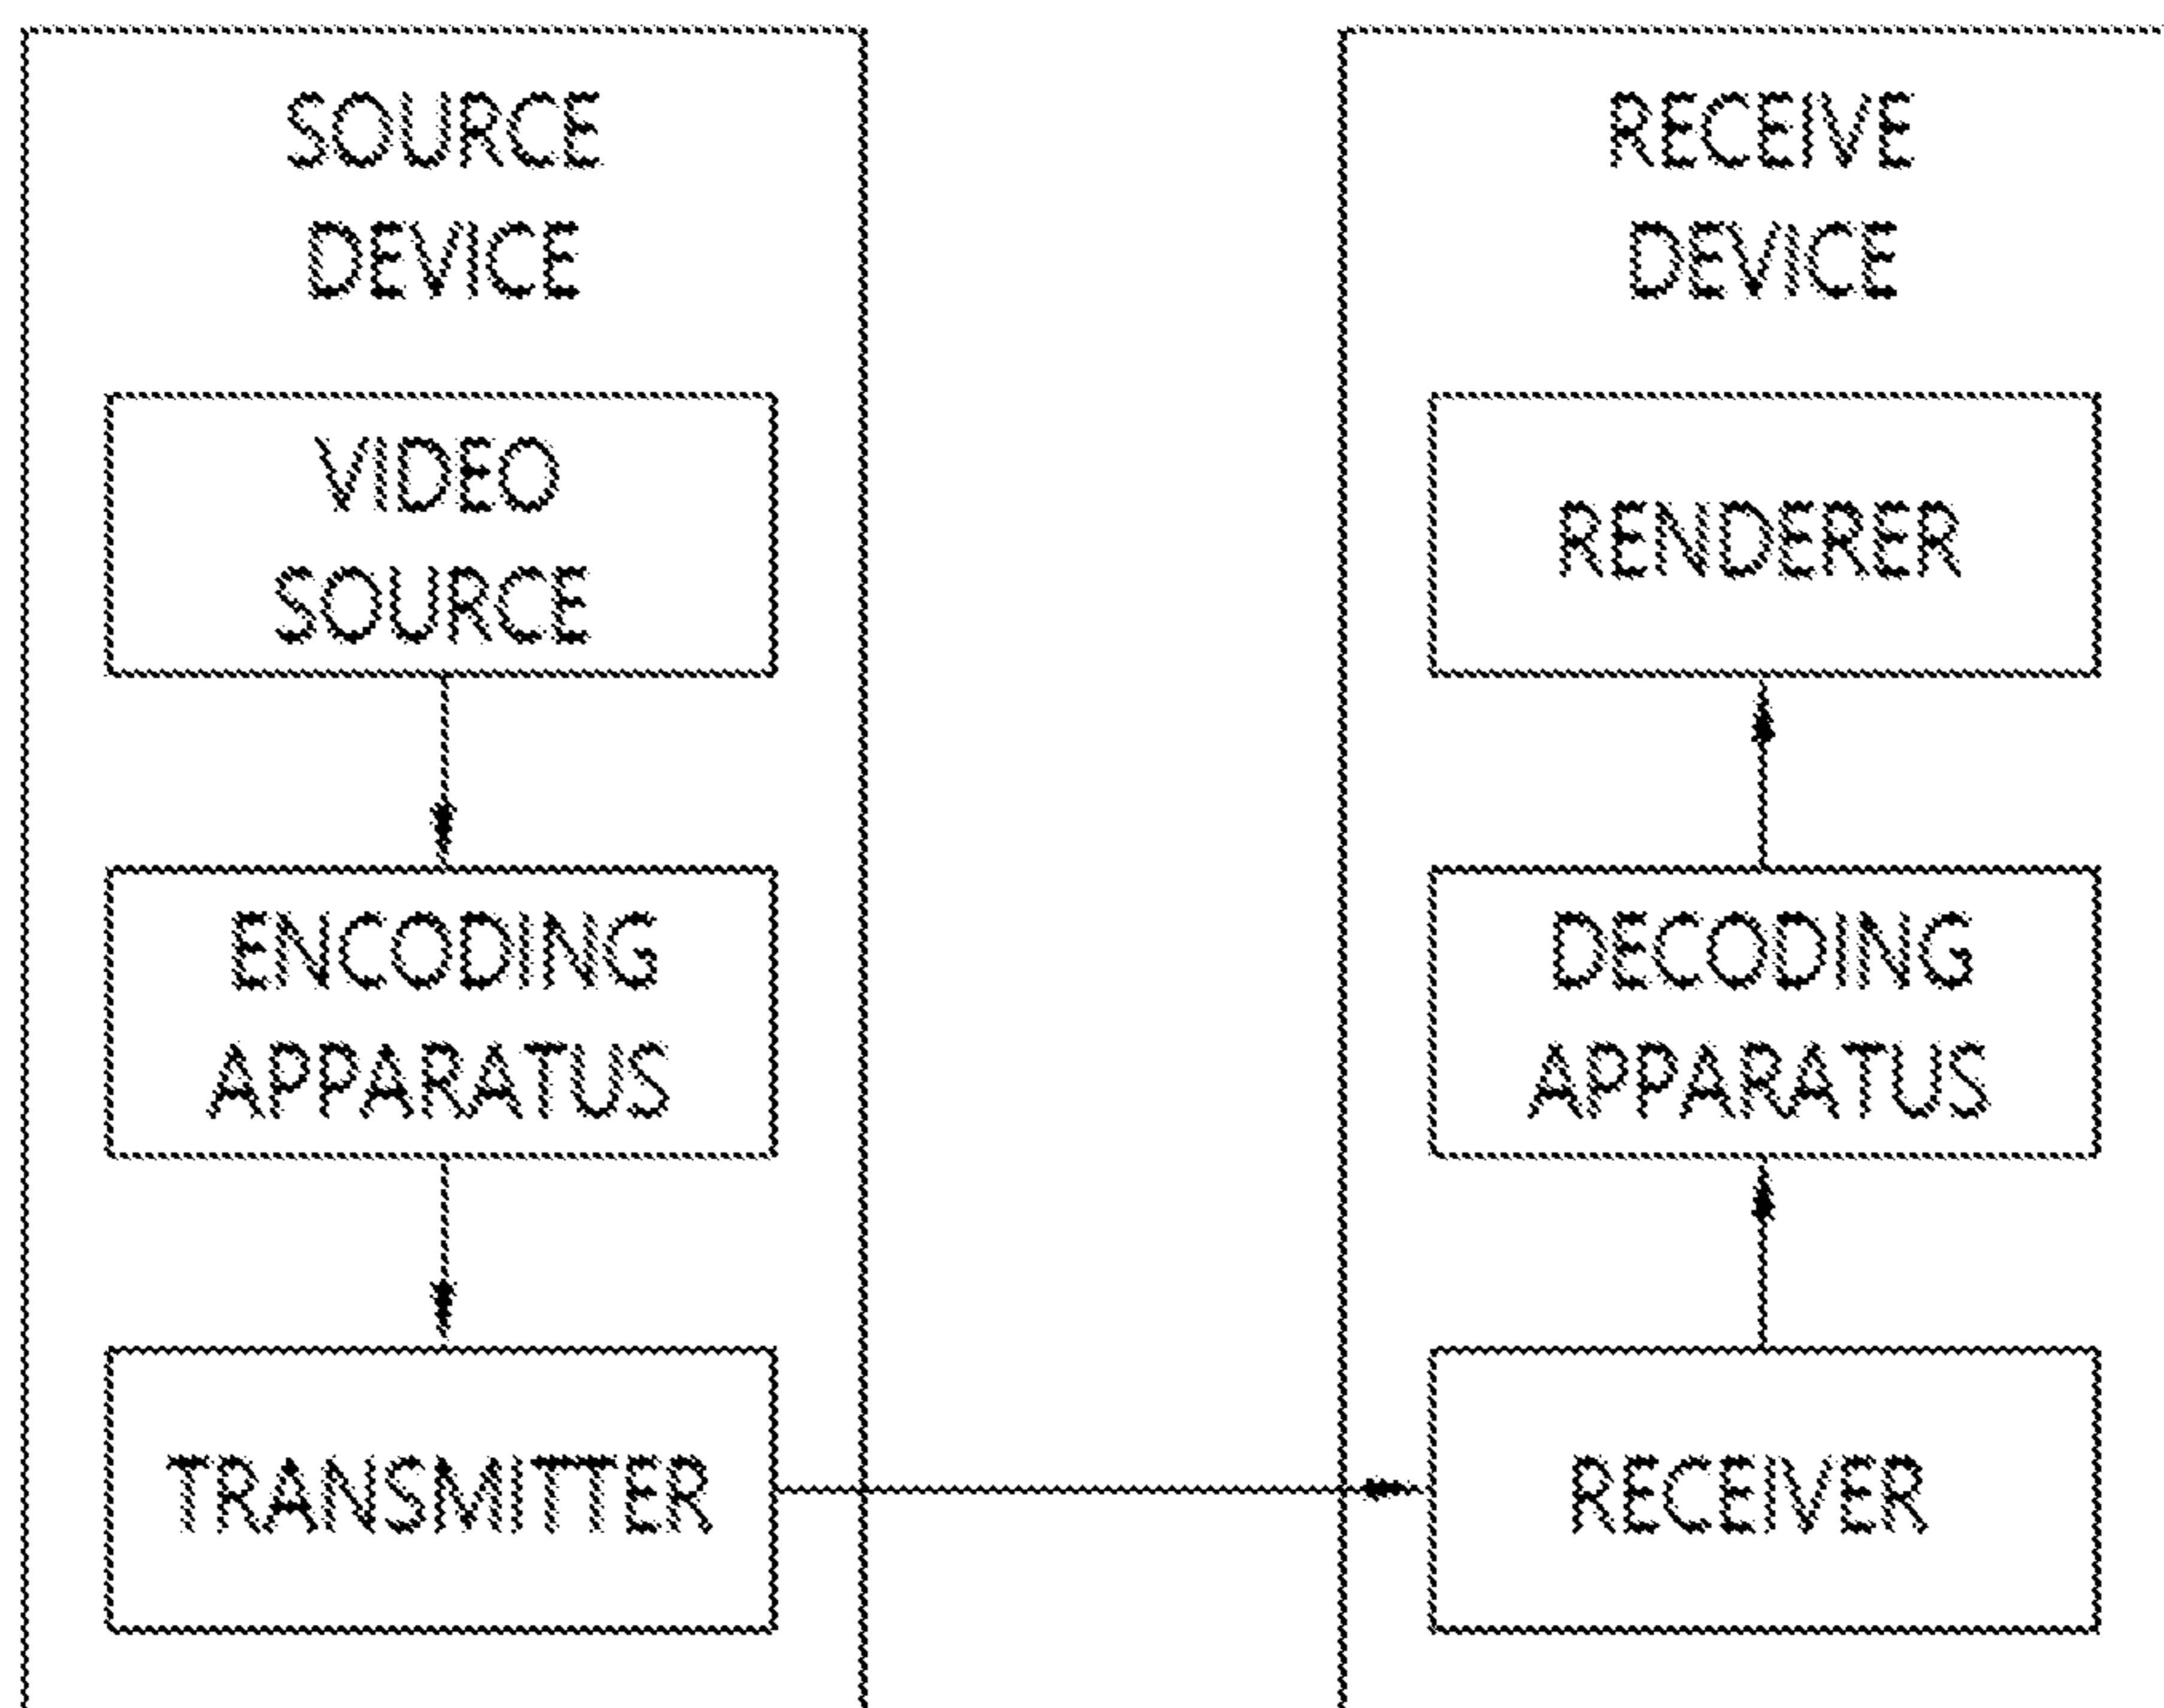 SOURCE
DEVICE
VIDEO
SOURCE
ENCODING
APPARATUS
TRANSMITTER
RECEIVE
DEVICE
RENDERER
DECODING
APPARATUS
RECEIVER